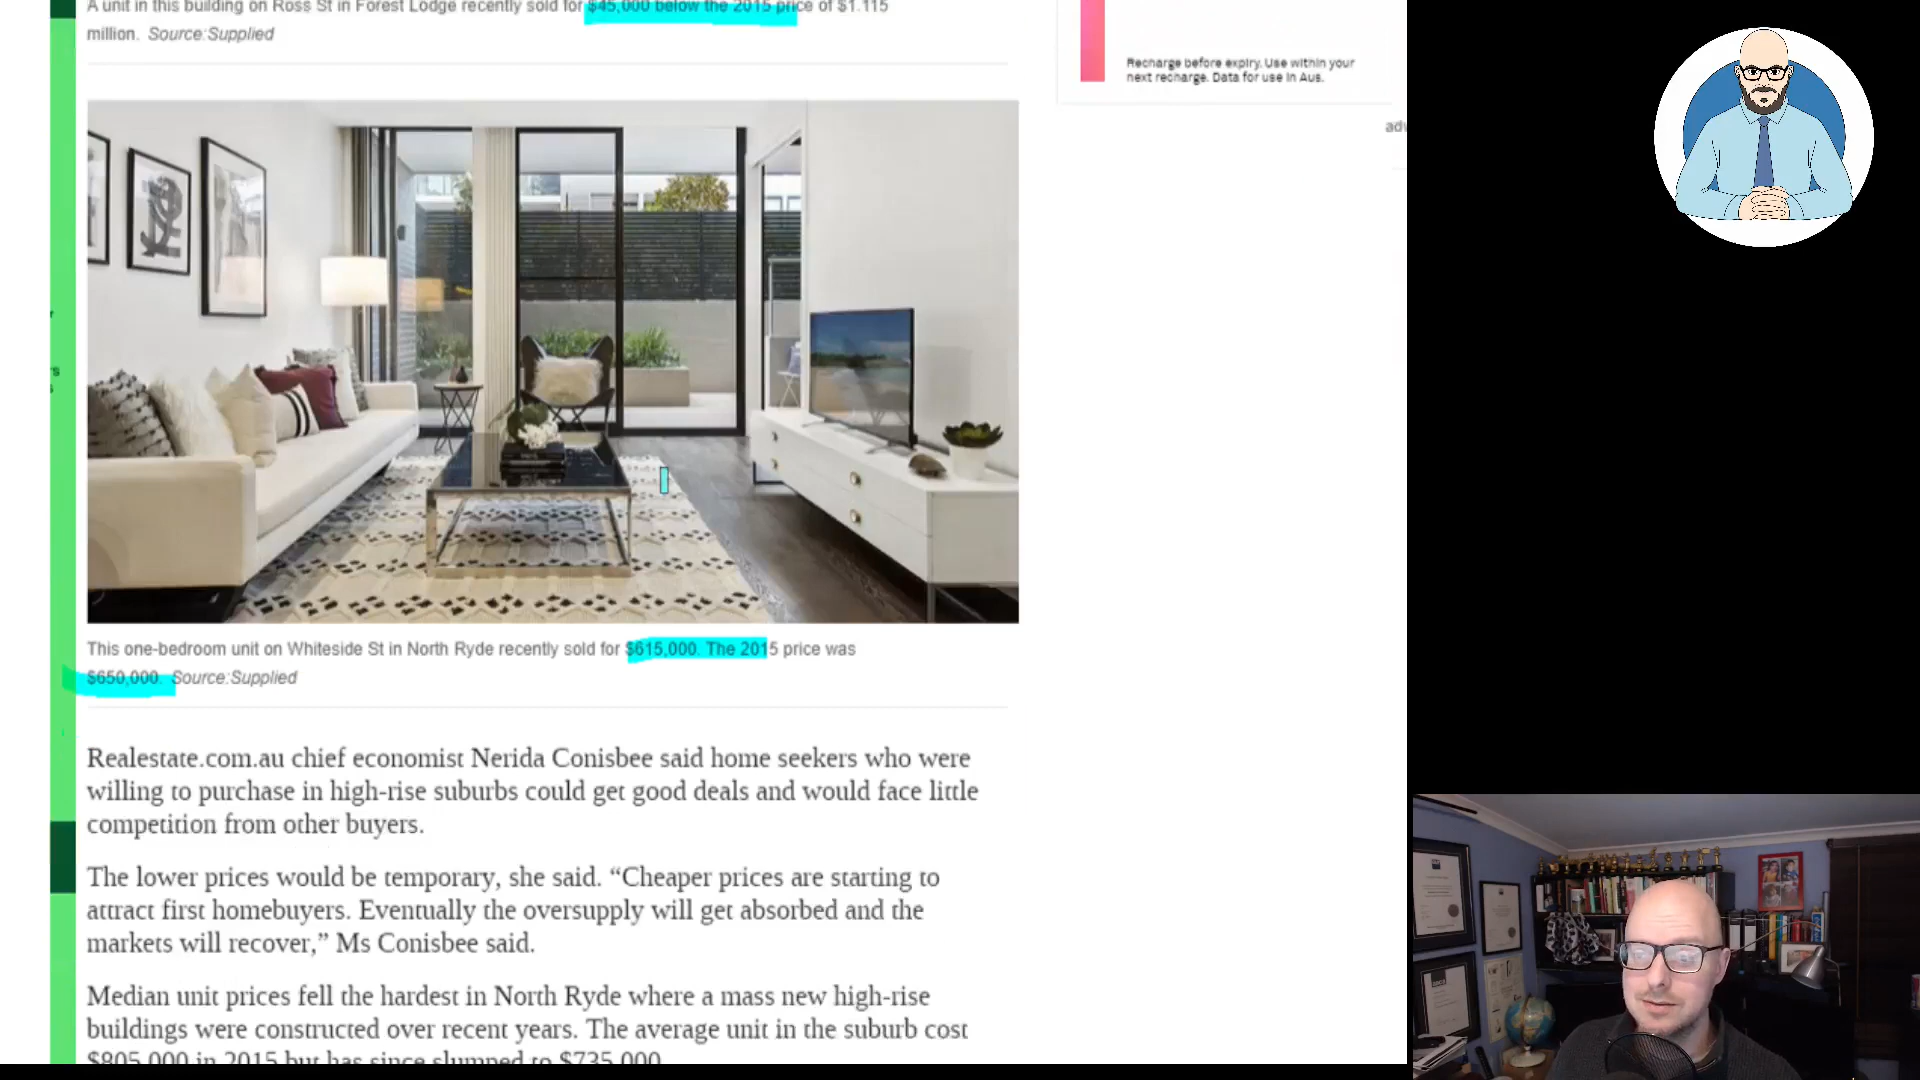 A unit in this building on Ross St in Forest Lodge recently sold for $45,000 below the 2015 price of $1.115
million. Source:Supplied
Recharge before expiry. Use within your
next recharge. Data for use in Aus.
This one-bedroom unit on Whiteside St in North Ryde recently sold for $615,000. The 2015 price was
$650,000. Source:Supplied
Realestate.com.au chief economist Nerida Conisbee said home seekers who were
willing to purchase in high-rise suburbs could get good deals and would face little
competition from other buyers.
The lower prices would be temporary, she said. “Cheaper prices are starting to
attract first homebuyers. Eventually the oversupply will get absorbed and the
markets will recover,” Ms Conisbee said.
Median unit prices fell the hardest in North Ryde where a mass new high-rise
buildings were constructed over recent years. The average unit in the suburb cost
$805,000 in 2015 but has since slumped to $735,000.